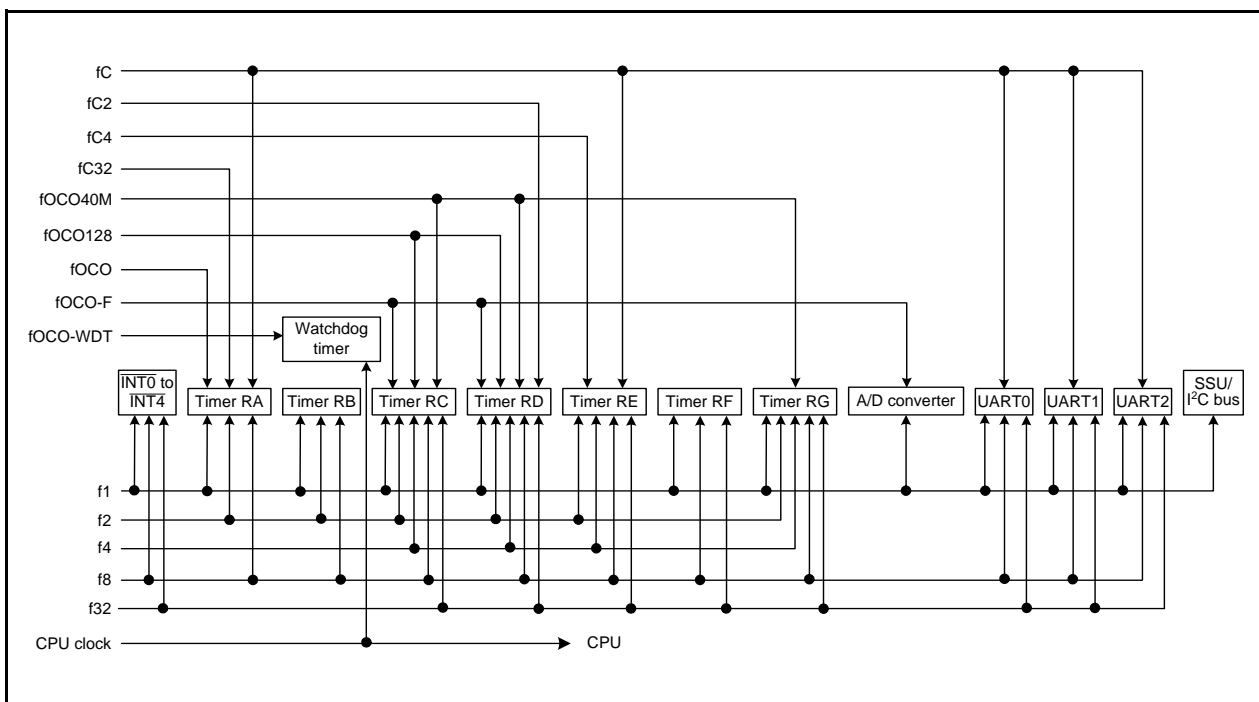 fC
fC2
fC4
fC32
fOCO40M
fOCO128
fOCO
fOCO-F
fOCO-WDT
Watchdog
timer
INT0 to
INT4
Timer RA
Timer RB
Timer RC
Timer RD
Timer RE
Timer RF
Timer RG
A/D converter
UART0
UART1
UART2
SSU/
I²C bus
f1
f2
f4
f8
f32
CPU clock
CPU